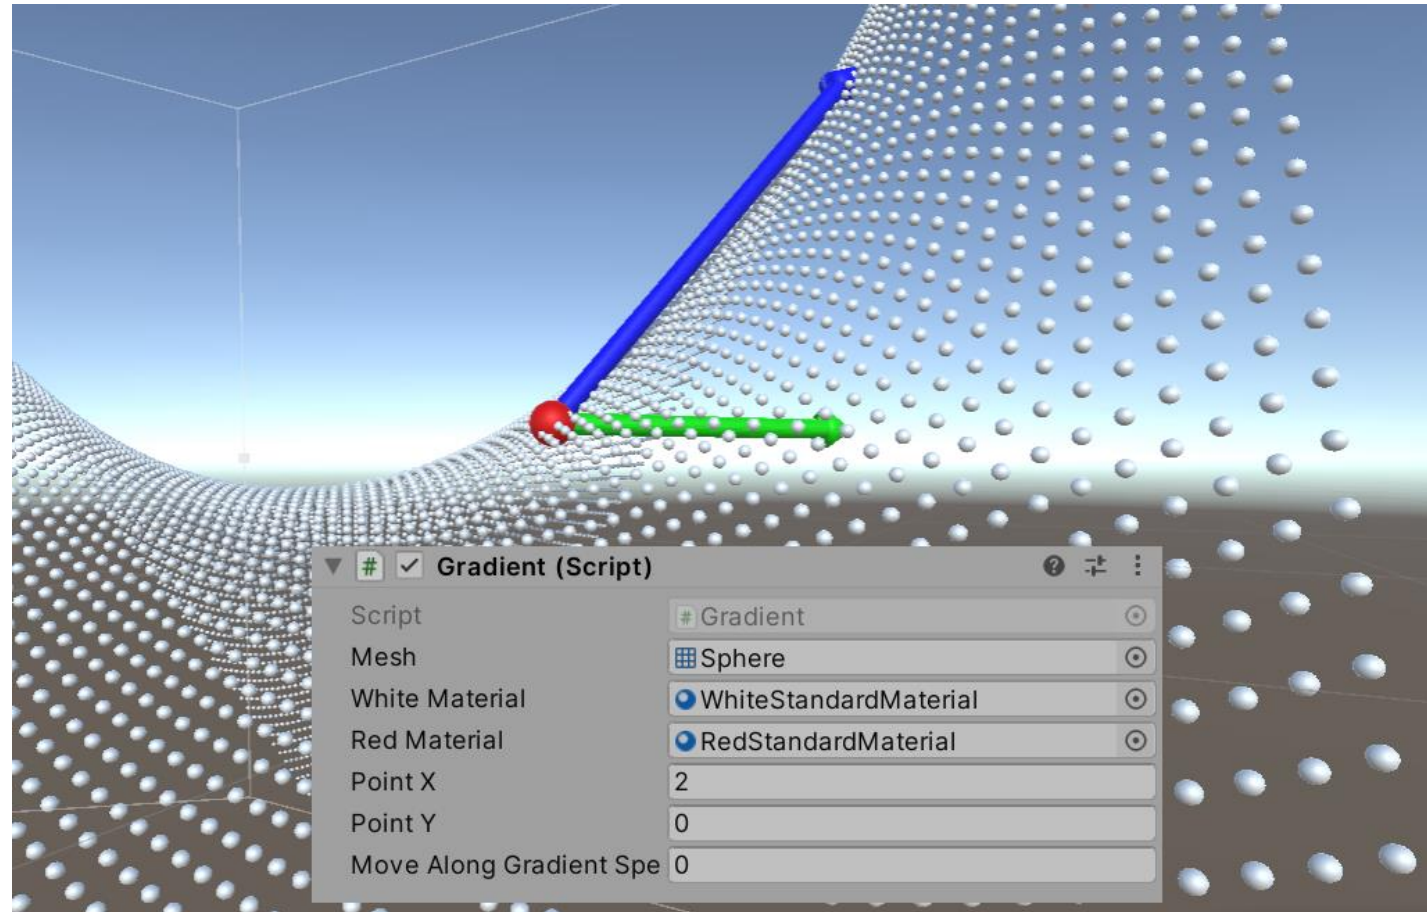 # Gradient (Script)
Script # Gradient
Mesh Sphere
White Material WhiteStandardMaterial
Red Material RedStandardMaterial
Point X 2
Point Y 0
Move Along Gradient Spe 0